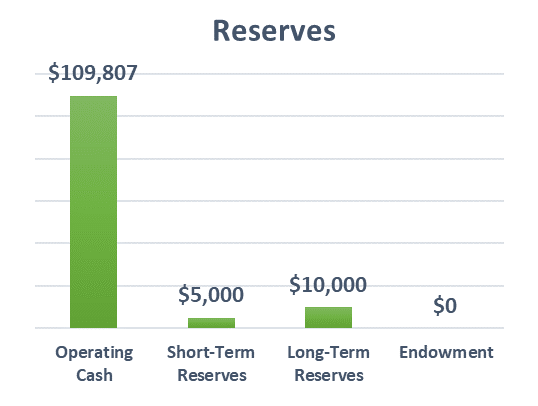 Reserves
$109,807
$5,000
$10,000
$0
Operating
Cash
Short-Term
Reserves
Long-Term
Reserves
Endowment